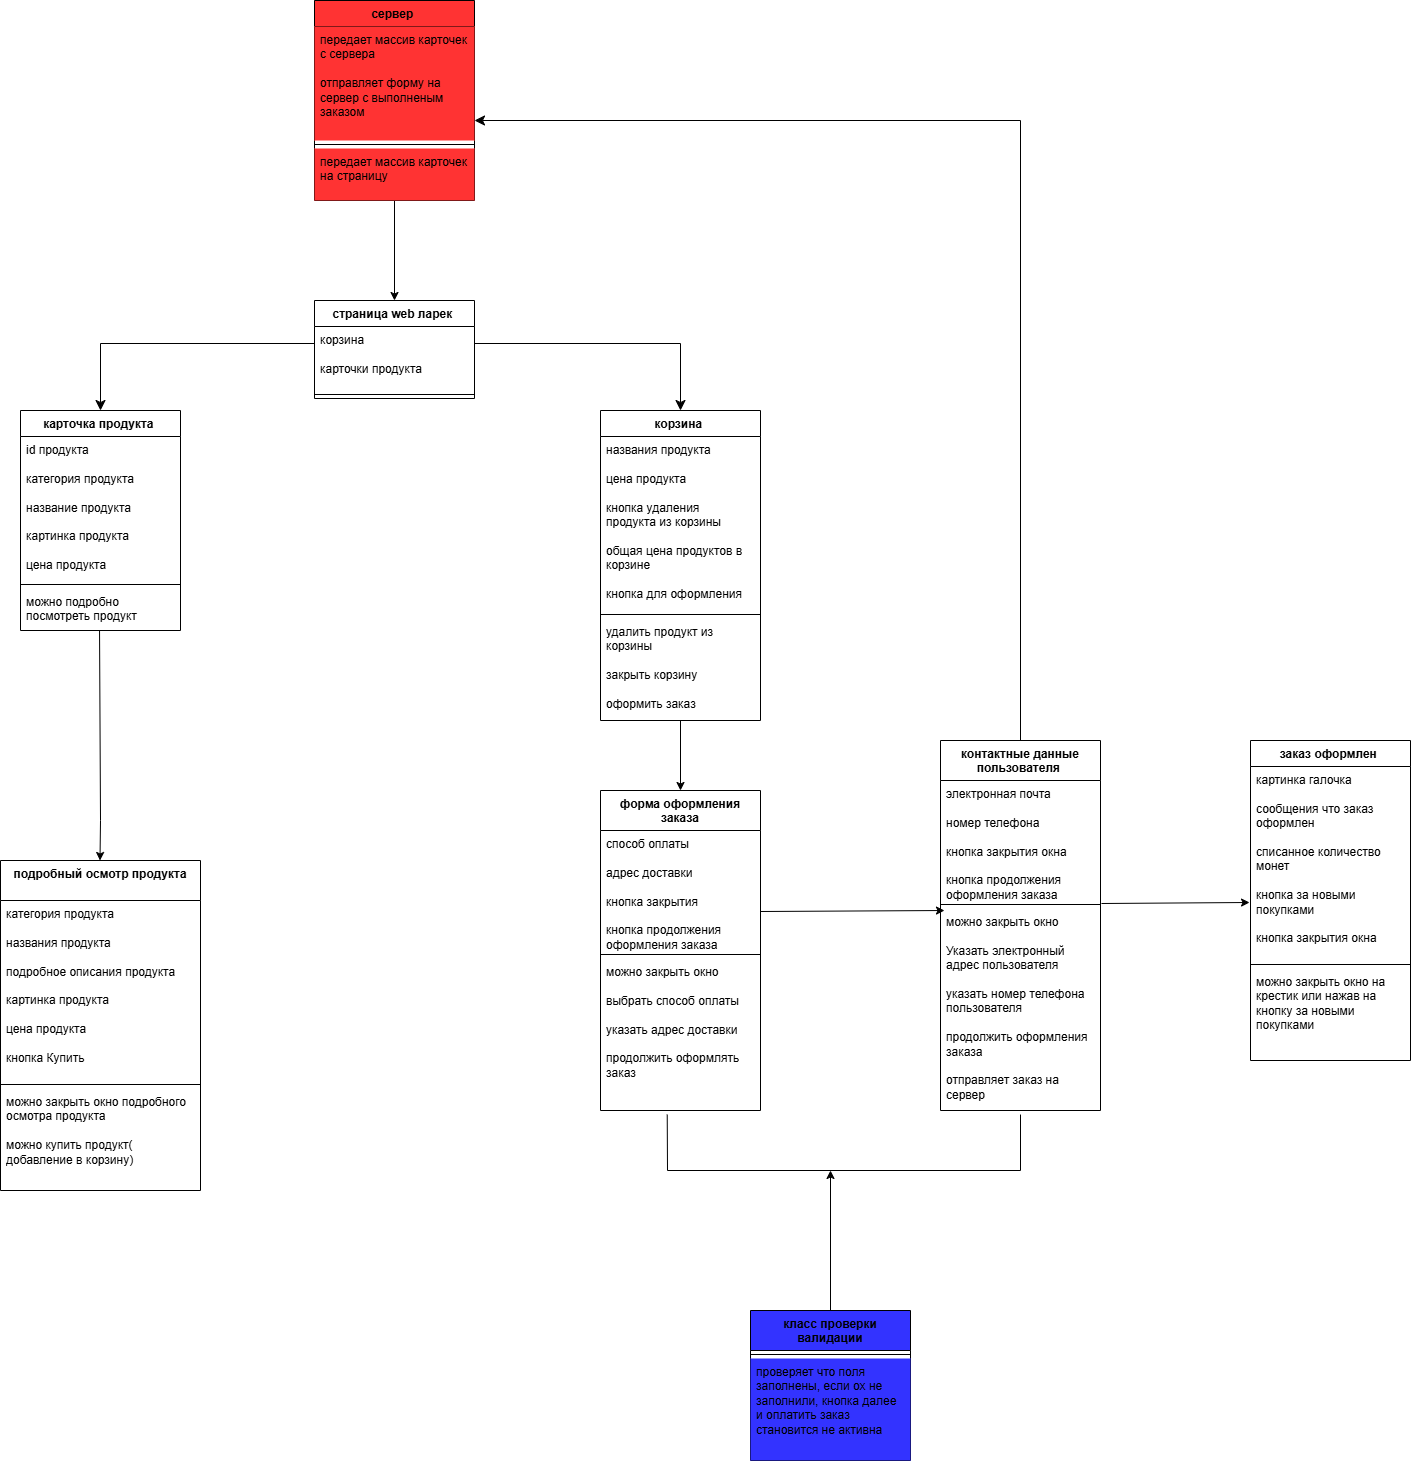 сервер
передает массив карточек
с сервера
отправляет форму на
сервер с выполненым
заказом
передает массив карточек
на страницу
страница web ларек
корзина
карточки продукта
карточка продукта
id продукта
категория продукта
название продукта
картинка продукта
цена продукта
можно подробно
посмотреть продукт
корзина
названия продукта
цена продукта
кнопка удаления
продукта из корзины
общая цена продуктов в
корзине
кнопка для оформления
удалить продукт из
корзины
закрыть корзину
оформить заказ
подробный осмотр продукта
категория продукта
названия продукта
подробное описания продукта
картинка продукта
цена продукта
кнопка Купить
можно закрыть окно подробного
осмотра продукта
можно купить продукт(
добавление в корзину)
форма оформления
заказа
способ оплаты
адрес доставки
кнопка закрытия
кнопка продолжения
оформления заказа
можно закрыть окно
выбрать способ оплаты
указать адрес доставки
продолжить оформлять
заказ
контактные данные
пользователя
электронная почта
номер телефона
кнопка закрытия окна
кнопка продолжения
оформления заказа
можно закрыть окно
Указать электронный
адрес пользователя
указать номер телефона
пользователя
продолжить оформления
заказа
отправляет заказ на
сервер
заказ оформлен
картинка галочка
сообщения что заказ
оформлен
списанное количество
монет
кнопка за новыми
покупками
кнопка закрытия окна
можно закрыть окно на
крестик или нажав на
кнопку за новыми
покупками
класс проверки
валидации
проверяет что поля
заполнены, если ох не
заполнили, кнопка далее
и оплатить заказ
становится не активна